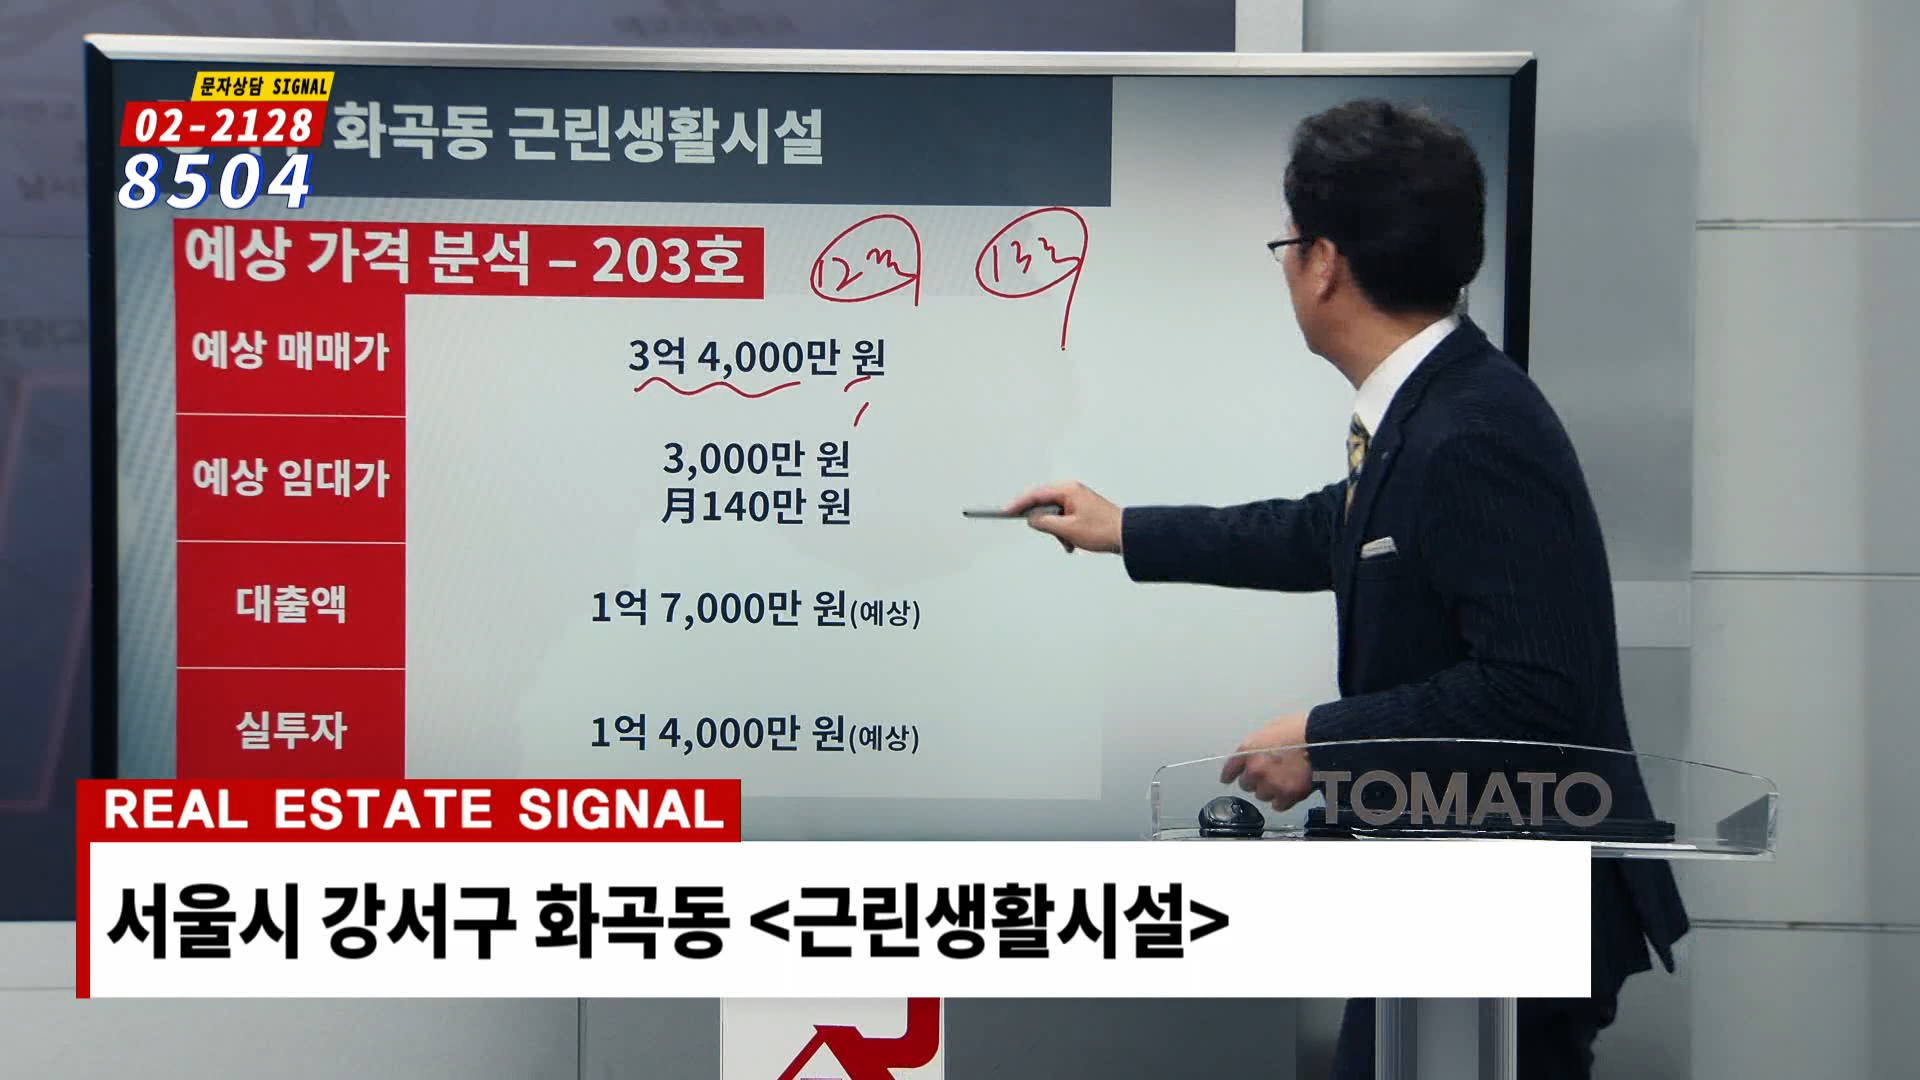 문자상담 SIGNAL
02-2128
8504
화곡동 근린생활시설
예상 가격 분석 – 203호
예상 매매가
3억 4,000만 원
예상 임대가
3,000만 원
月140만 원
대출액
1억 7,000만 원(예상)
실투자
1억 4,000만 원(예상)
TOMATO
REAL ESTATE SIGNAL
서울시 강서구 화곡동 <근린생활시설>